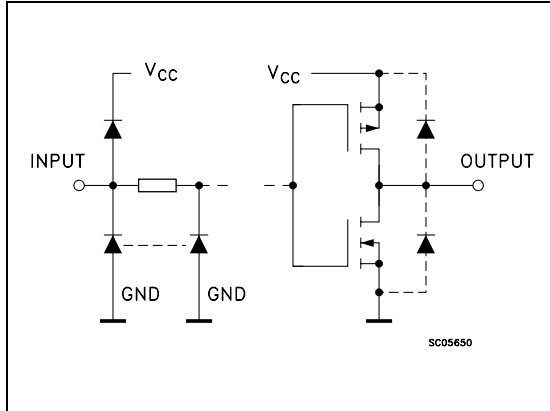 VCC
VCC
INPUT
OUTPUT
GND
GND
SC05650